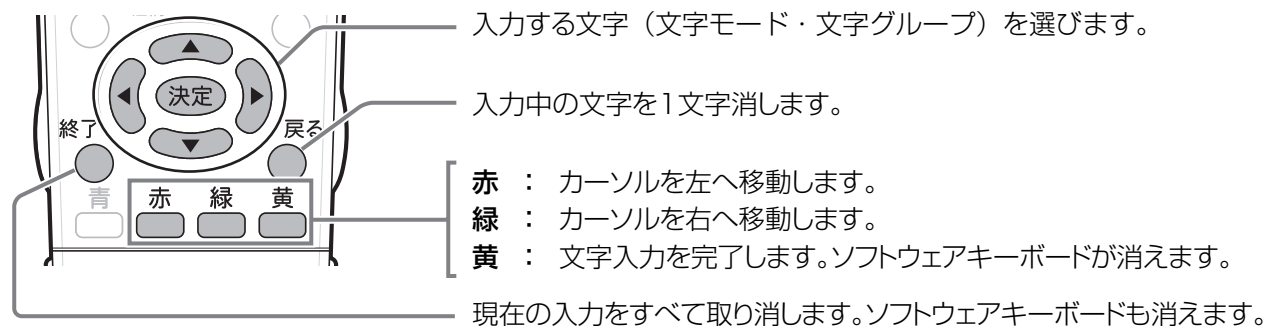 入力する文字（文字モード・文字グループ）を選びます。
決定
入力中の文字を1文字消します。
終了
戻る
青 赤 緑 黄
赤 ： カーソルを左へ移動します。
緑 ： カーソルを右へ移動します。
黄 ： 文字入力を完了します。ソフトウェアキーボードが消えます。
現在の入力をすべて取り消します。ソフトウェアキーボードも消えます。